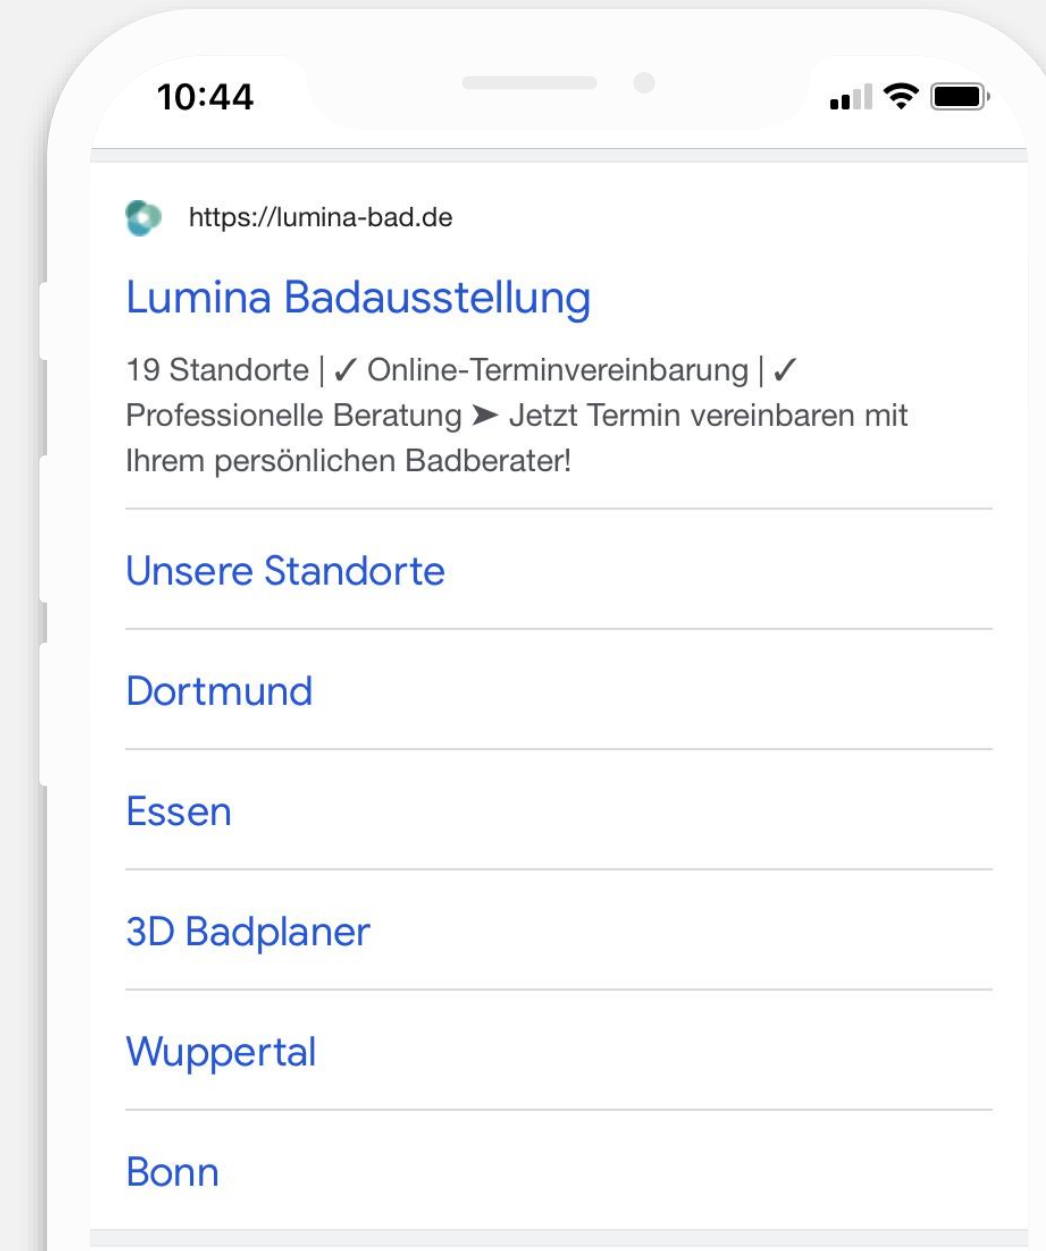 10:44
https://lumina-bad.de
Lumina Badausstellung
19 Standorte | ✓ Online-Terminvereinbarung | ✓
Professionelle Beratung ➤ Jetzt Termin vereinbaren mit
Ihrem persönlichen Badberater!
Unsere Standorte
Dortmund
Essen
3D Badplaner
Wuppertal
Bonn